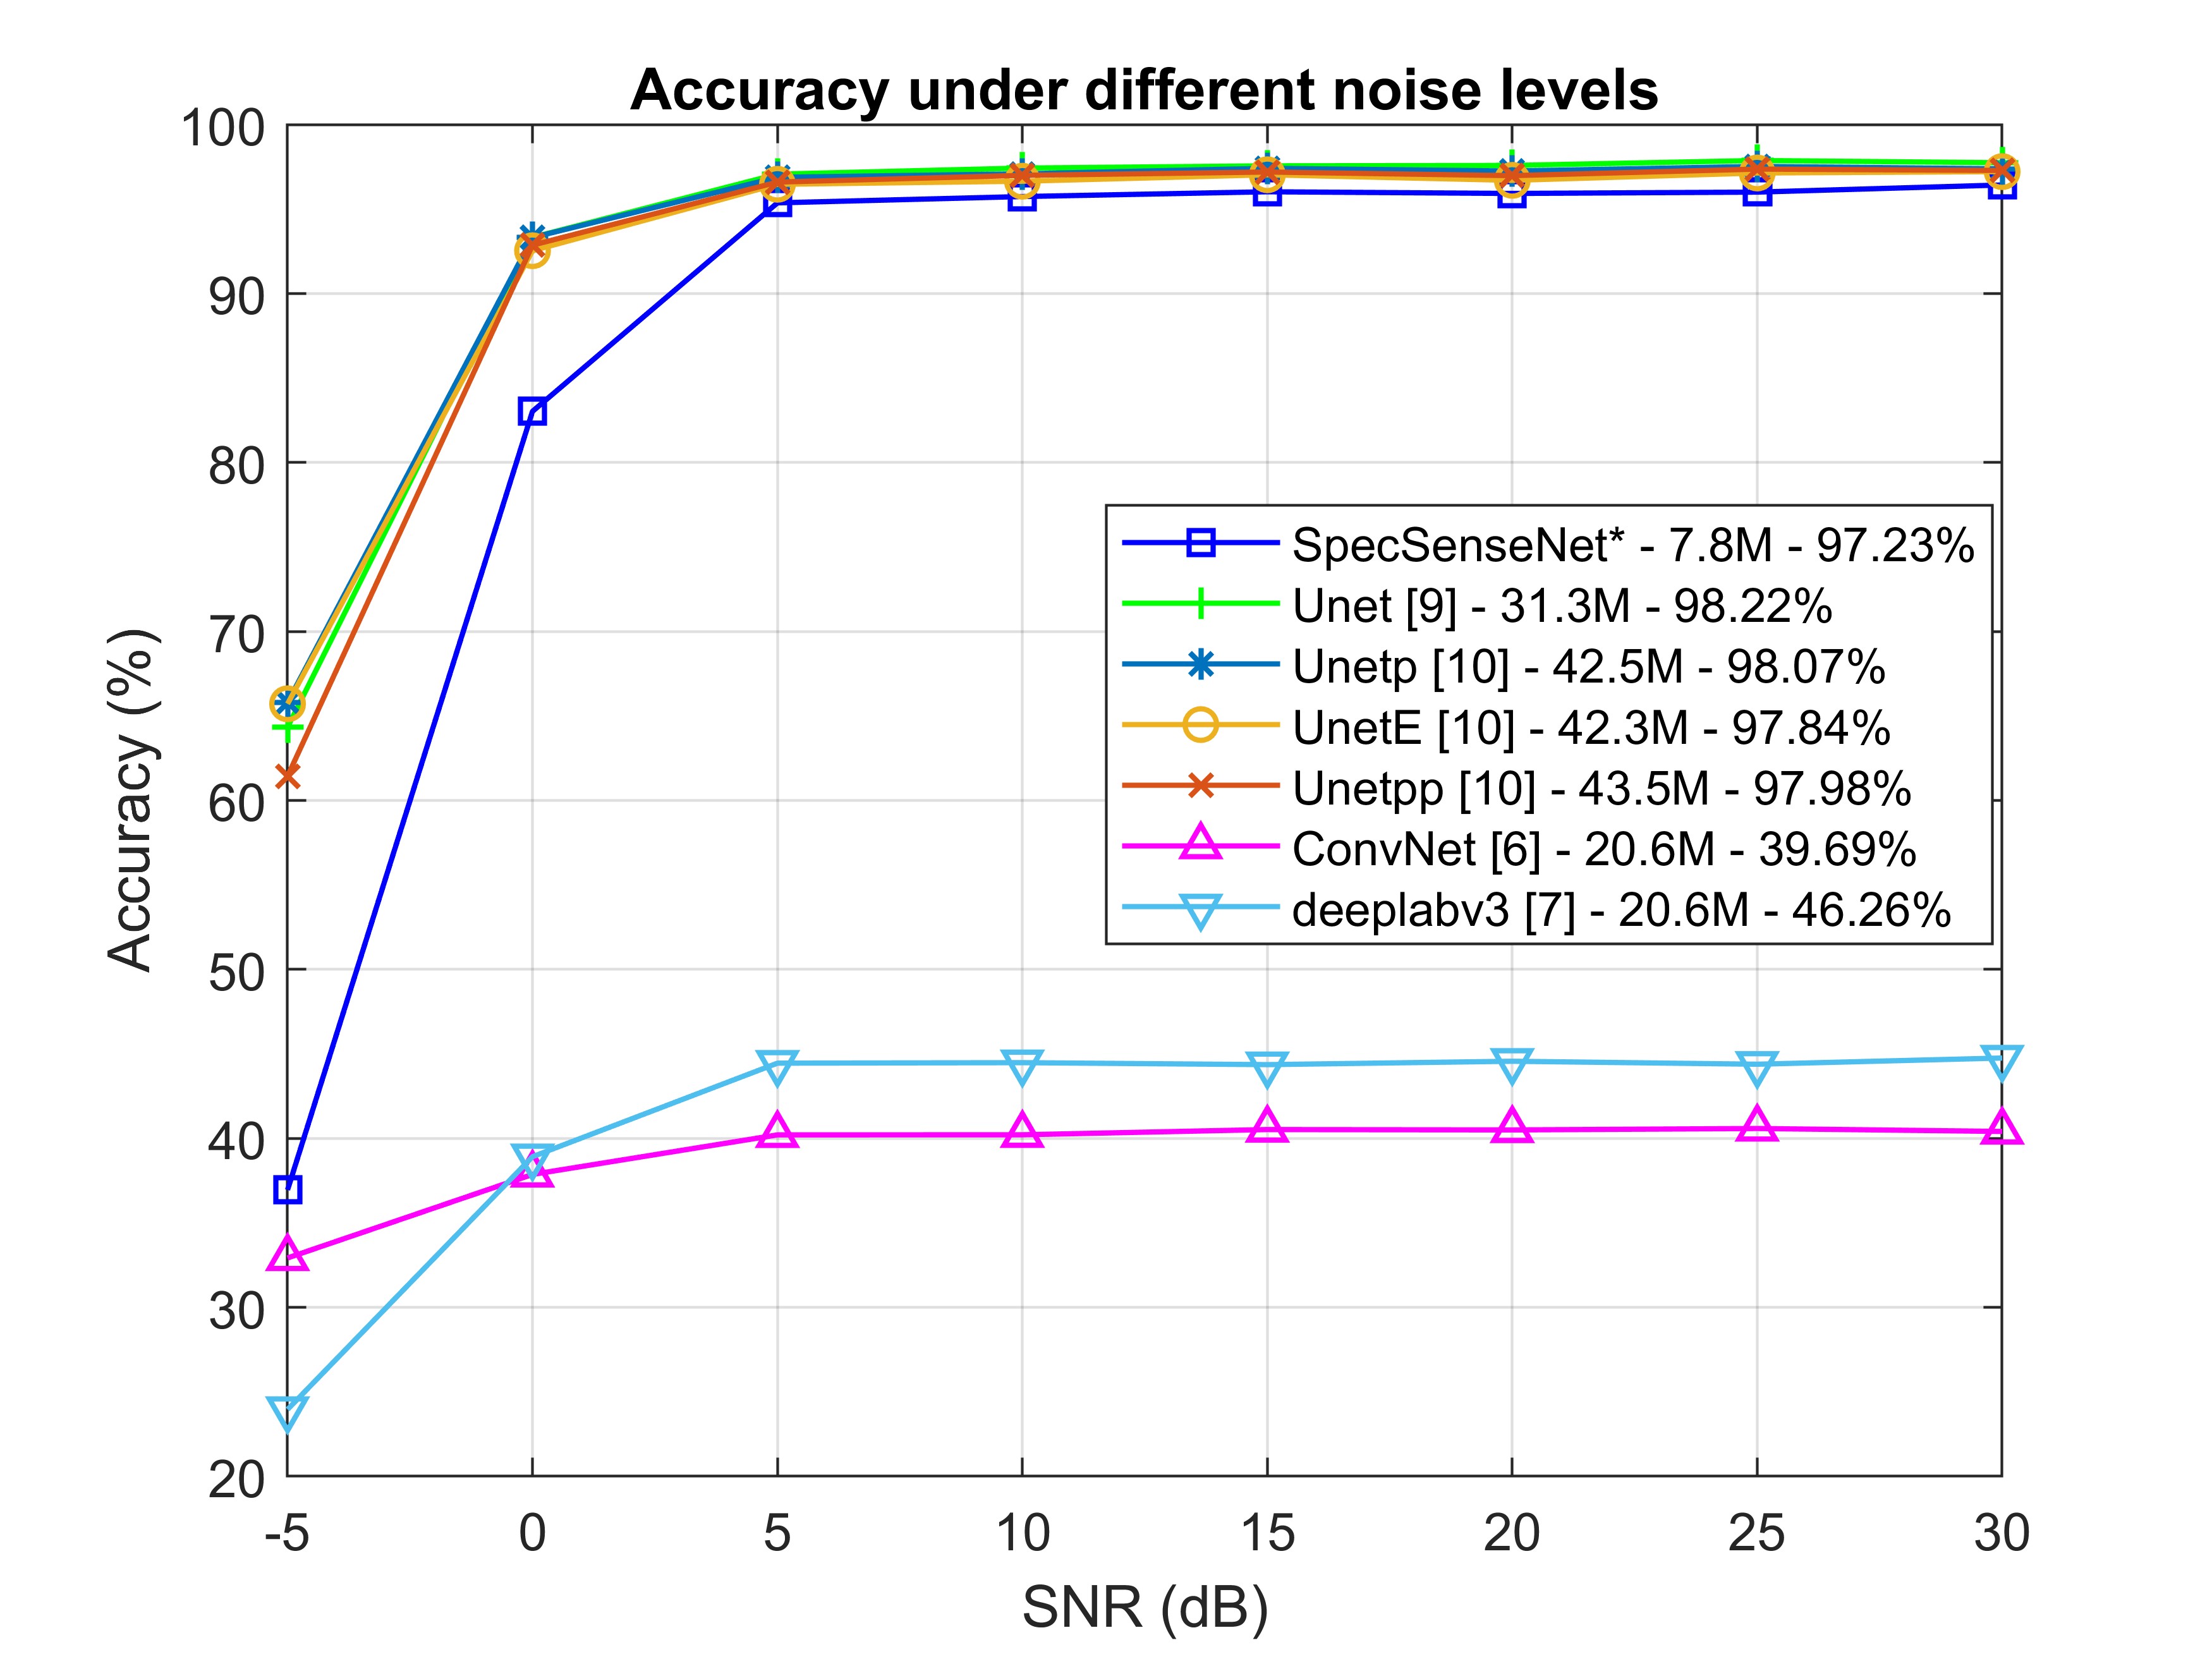 Accuracy under different noise levels
100
90
80
70
60
50
40
30
20
Accuracy (%)
SpecSenseNet* - 7.8M - 97.23%
Unet [9] - 31.3M - 98.22%
Unetp [10] - 42.5M - 98.07%
UnetE [10] - 42.3M - 97.84%
Unetpp [10] - 43.5M - 97.98%
ConvNet [6] - 20.6M - 39.69%
deeplabv3 [7] - 20.6M - 46.26%
-5 0 5 10 15 20 25 30
SNR (dB)